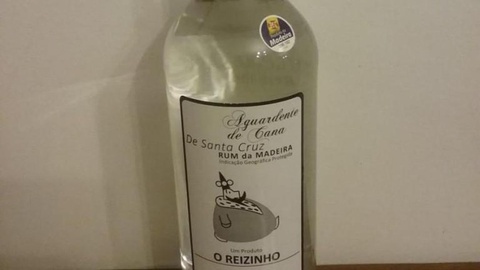 Madeira
Aguardente
de Cana
De Santa Cruz
RUM da MADEIRA
Indicação Geográfica Protegida
Um Produto
O REIZINHO